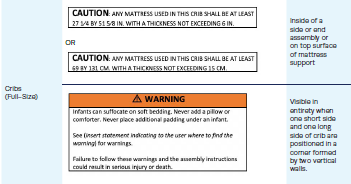 CAUTION: ANY MATTRESS USED IN THIS CRIB SHALL BE AT LEAST
27 1/4 BY 51 5/8 IN. WITH A THICKNESS NOT EXCEEDING 6 IN.
OR
CAUTION: ANY MATTRESS USED IN THIS CRIB SHALL BE AT LEAST
69 BY 131 CM. WITH A THICKNESS NOT EXCEEDING 15 CM.
Inside of a
side or end
assembly or
on top surface
of mattress
support
Cribs
(Full-Size)
WARNING
Infants can suffocate on soft bedding. Never add a pillow or
comforter. Never place additional padding under an infant.
See (insert statement indicating to the user where to find the
warning) for warnings.
Failure to follow these warnings and the assembly instructions
could result in serious injury or death.
Visible in
entirety when
one short side
and one long
side of crib are
positioned in a
corner formed
by two vertical
walls.